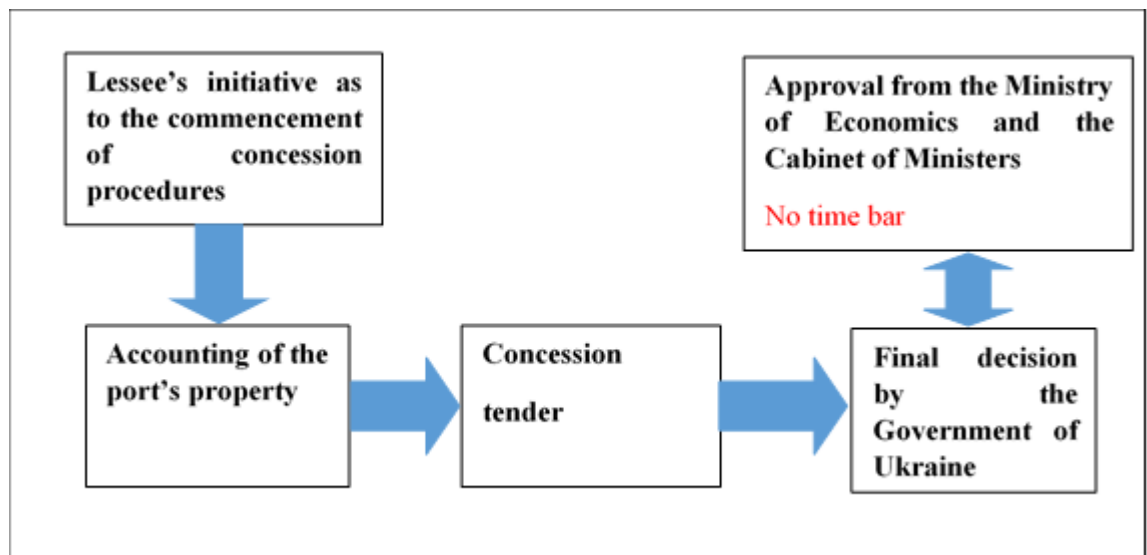 Lessee's initiative as
to the commencement
of concession
procedures
Approval from the Ministry
of Economics and the
Cabinet of Ministers
No time bar
Accounting of the
port's property
Concession
tender
Final decision
by the
Government of
Ukraine